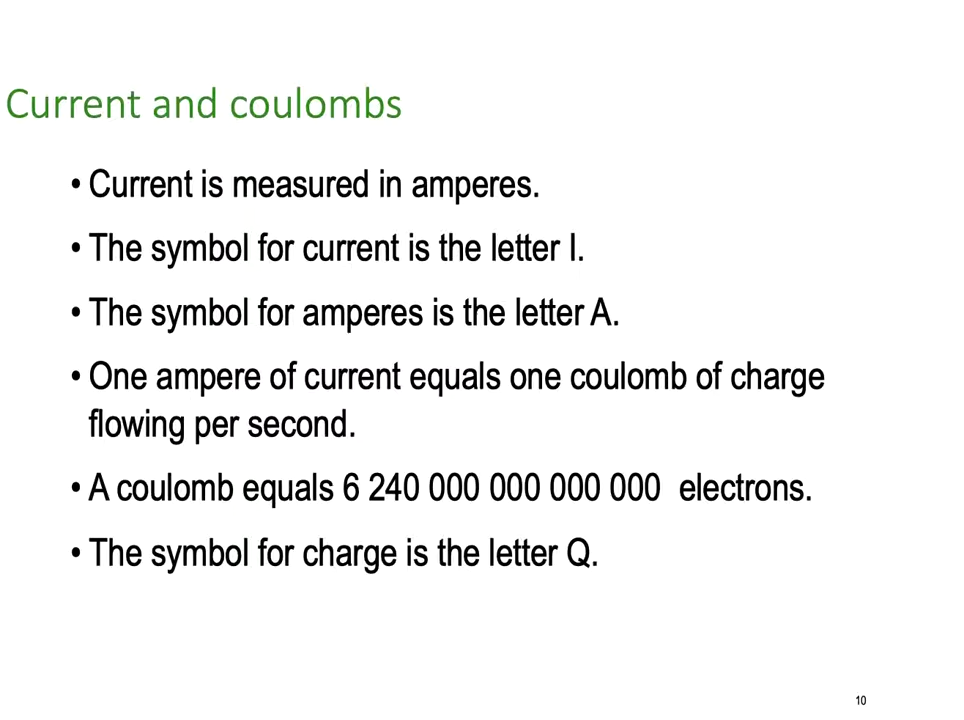 Current and coulombs
• Current is measured in amperes.
• The symbol for current is the letter I.
• The symbol for amperes is the letter A.
• One ampere of current equals one coulomb of charge
flowing per second.
• A coulomb equals 6 240 000 000 000 000  electrons.
• The symbol for charge is the letter Q.
10